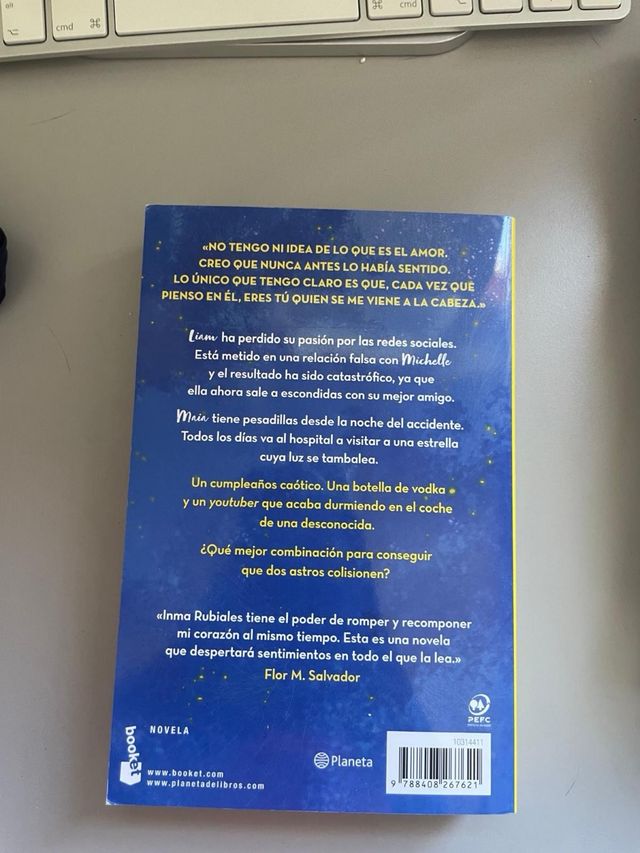 alt
⌥
cmd ⌘
⌘ cmd
⌥
«NO TENGO NI IDEA DE LO QUE ES EL AMOR.
CREO QUE NUNCA ANTES LO HABÍA SENTIDO.
LO ÚNICO QUE TENGO CLARO ES QUE, CADA VEZ QUE
PIENSO EN ÉL, ERES TÚ QUIEN SE ME VIENE A LA CABEZA.»
Liam ha perdido su pasión por las redes sociales.
Está metido en una relación falsa con Michelle
y el resultado ha sido catastrófico, ya que
ella ahora sale a escondidas con su mejor amigo.
Maia tiene pesadillas desde la noche del accidente.
Todos los días va al hospital a visitar a una estrella
cuya luz se tambalea.
Un cumpleaños caótico. Una botella de vodka
y un youtuber que acaba durmiendo en el coche
de una desconocida.
¿Qué mejor combinación para conseguir
que dos astros colisionen?
«Inma Rubiales tiene el poder de romper y recomponer
mi corazón al mismo tiempo. Esta es una novela
que despertará sentimientos en todo el que la lea.»
Flor M. Salvador
PEFC
NOVELA
booket
www.booket.com
www.planetadelibros.com
Planeta
10314411
9 788408 267621